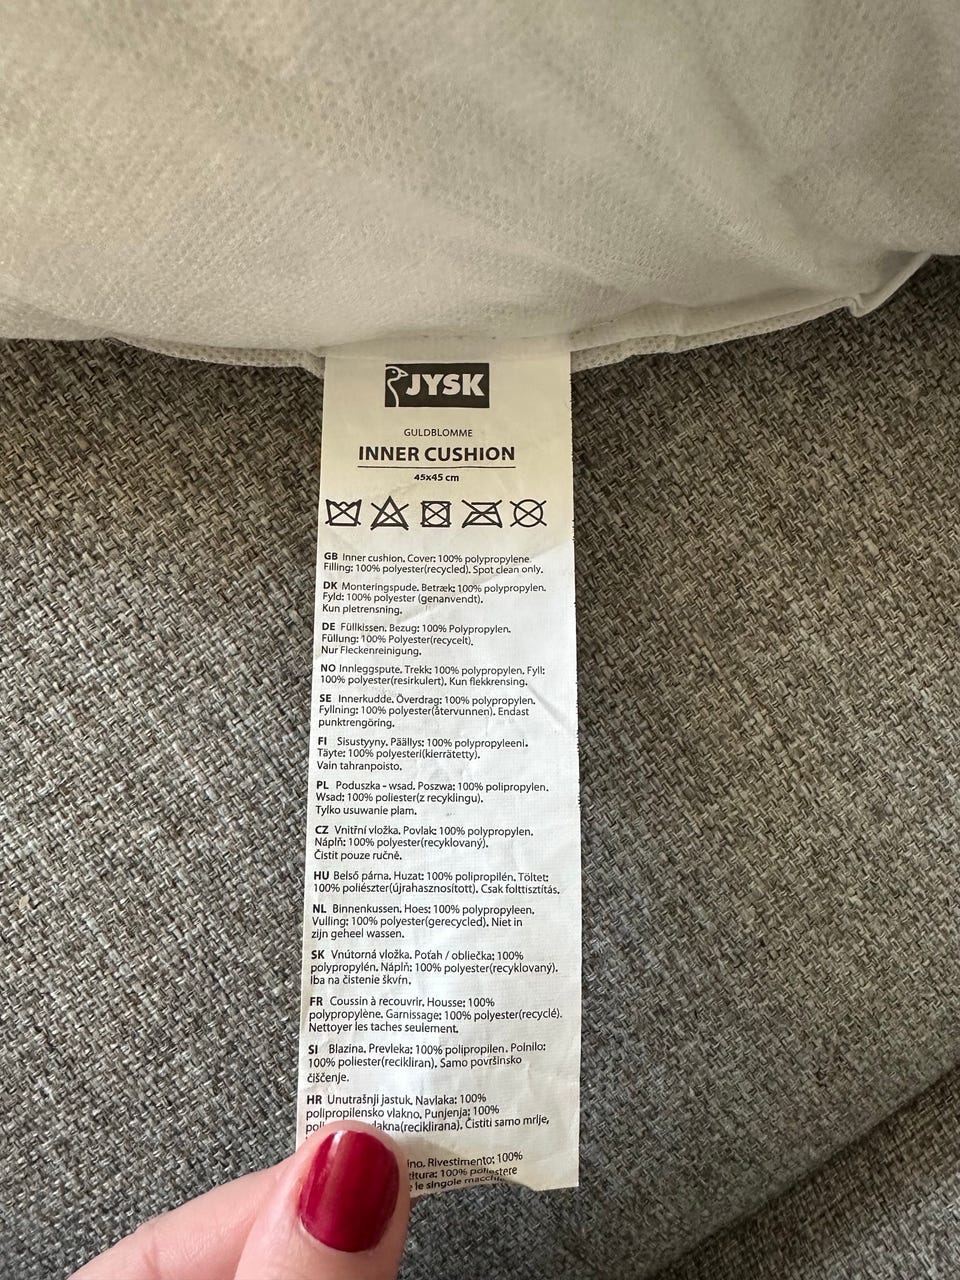 JYSK
GULDBLOMME
INNER CUSHION
45x45 cm
GB Inner cushion. Cover: 100% polypropylene.
Filling: 100% polyester(recycled). Spot clean only.
DK Monteringspude. Betræk: 100% polypropylen.
Fyld: 100% polyester (genanvendt).
Kun pletrensning.
DE Füllkissen. Bezug: 100% Polypropylen.
Füllung: 100% Polyester(recycelt).
Nur Fleckenreinigung.
NO Innleggspute. Trekk: 100% polypropylen. Fyll:
100% polyester(resirkulert). Kun flekkrensing.
SE Innerkudde. Överdrag: 100% polypropylen.
Fyllning: 100% polyester(återvunnen). Endast
punktrengöring.
FI Sisustyyny. Päällys: 100% polypropyleeni.
Täyte: 100% polyesteri(kierrätetty).
Vain tahranpoisto.
PL Poduszka - wsad. Poszwa: 100% polipropylen.
Wsad: 100% poliester(z recyklingu).
Tylko usuwanie plam.
CZ Vnitřní vložka. Povlak: 100% polypropylen.
Náplň: 100% polyester(recyklovaný).
Čistit pouze ručně.
HU Belső párna. Huzat: 100% polipropilén. Töltet:
100% poliészter(újrahasznosított). Csak folttisztítás.
NL Binnenkussen. Hoes: 100% polypropyleen.
Vulling: 100% polyester(gerecycled). Niet in
zijn geheel wassen.
SK Vnútorná vložka. Poťah / obliečka: 100%
polypropylén. Náplň: 100% polyester(recyklovaný).
Iba na čistenie škvŕn.
FR Coussin à recouvrir. Housse: 100%
polypropylène. Garnissage: 100% polyester(recyclé).
Nettoyer les taches seulement.
SI Blazina. Prevleka: 100% polipropilen. Polnilo:
100% poliester(recikliran). Samo površinsko
čiščenje.
HR Unutrašnji jastuk. Navlaka: 100%
polipropilensko vlakno. Punjenja: 100%
(reciklirana). Čistiti samo mrlje,
Rivestimento: 100%
100% poliestere
le singole